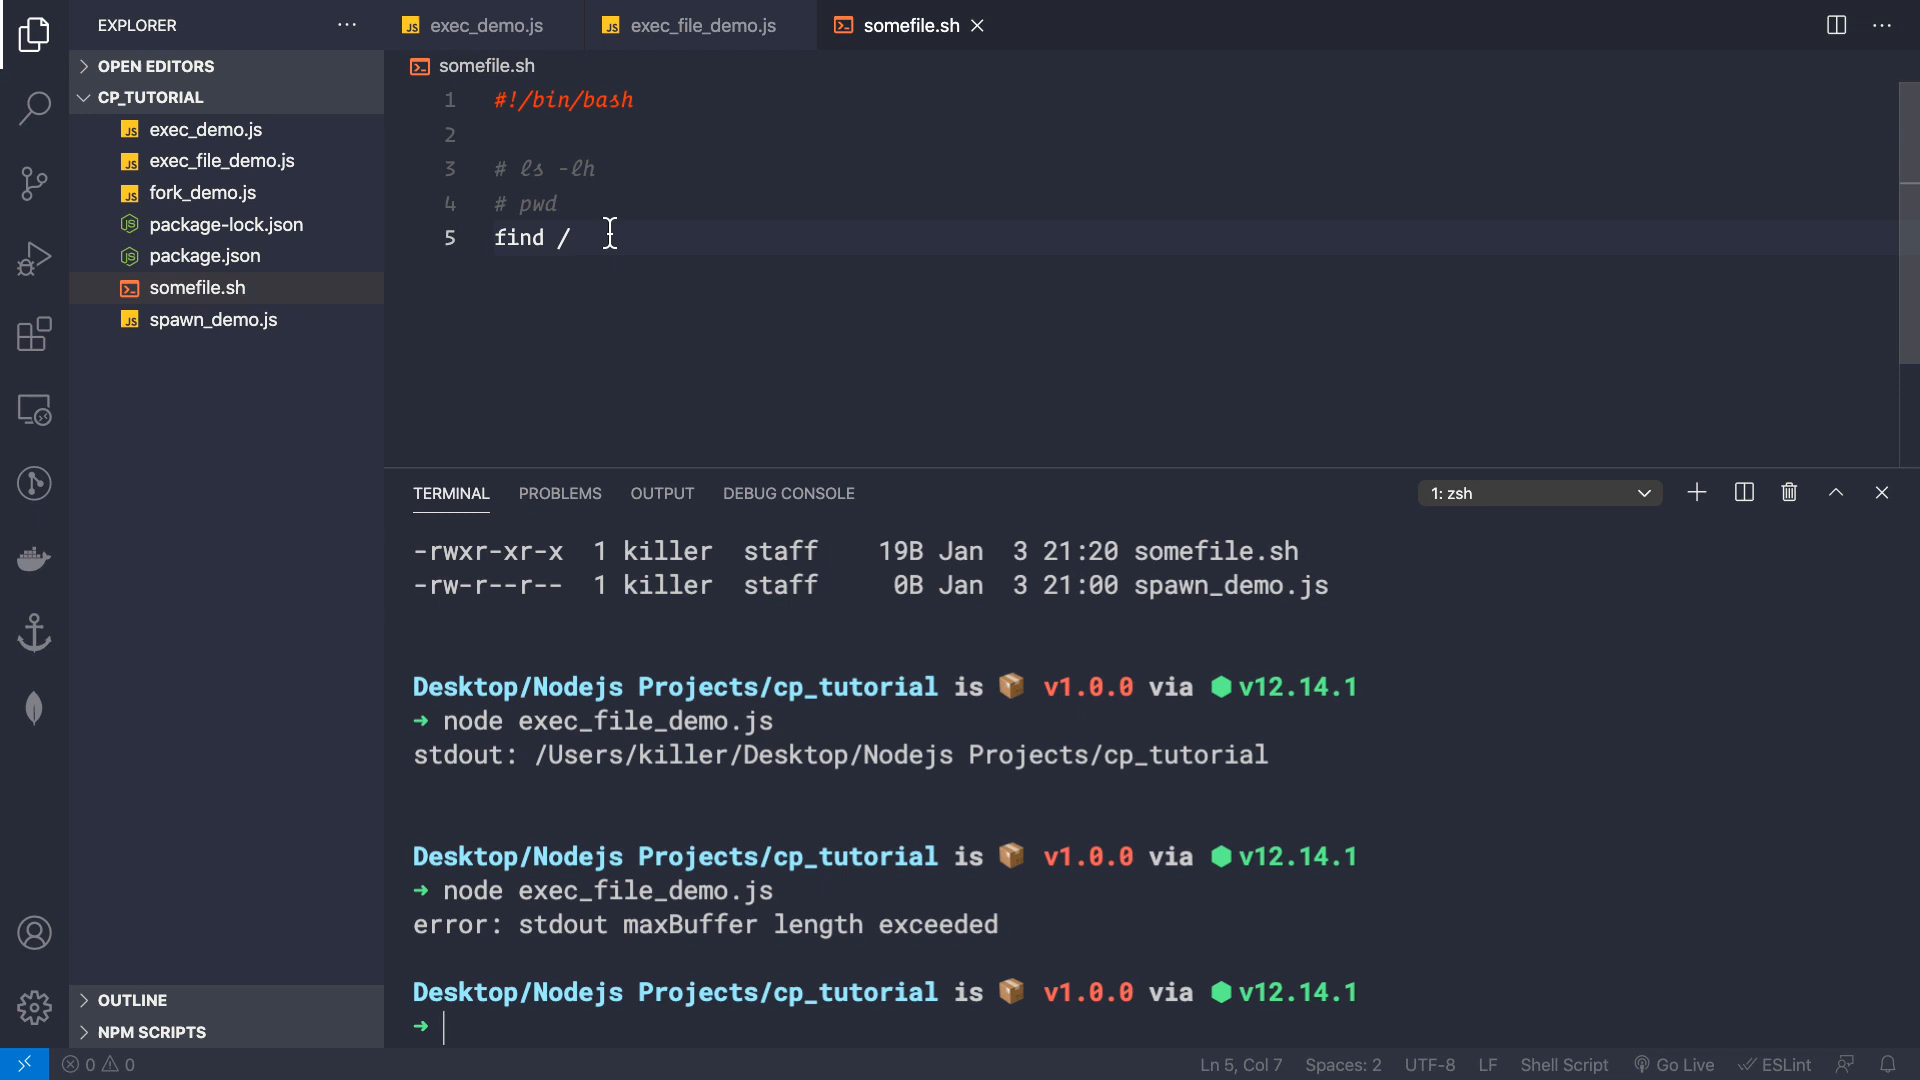 EXPLORER
exec_demo.js
exec_file_demo.js
somefile.sh
OPEN EDITORS
CP_TUTORIAL
exec_demo.js
exec_file_demo.js
fork_demo.js
package-lock.json
package.json
somefile.sh
spawn_demo.js
OUTLINE
NPM SCRIPTS
somefile.sh
1 #!/bin/bash
2
3 # ls -lh
4 # pwd
5 find /
TERMINAL PROBLEMS OUTPUT DEBUG CONSOLE
1: zsh
-rwxr-xr-x 1 killer staff 19B Jan 3 21:20 somefile.sh
-rw-r--r-- 1 killer staff 0B Jan 3 21:00 spawn_demo.js
Desktop/Nodejs Projects/cp_tutorial is 📦 v1.0.0 via ⬢ v12.14.1
➜ node exec_file_demo.js
stdout: /Users/killer/Desktop/Nodejs Projects/cp_tutorial
Desktop/Nodejs Projects/cp_tutorial is 📦 v1.0.0 via ⬢ v12.14.1
➜ node exec_file_demo.js
error: stdout maxBuffer length exceeded
Desktop/Nodejs Projects/cp_tutorial is 📦 v1.0.0 via ⬢ v12.14.1
➜
0 0
Ln 5, Col 7 Spaces: 2 UTF-8 LF Shell Script Go Live ESLint